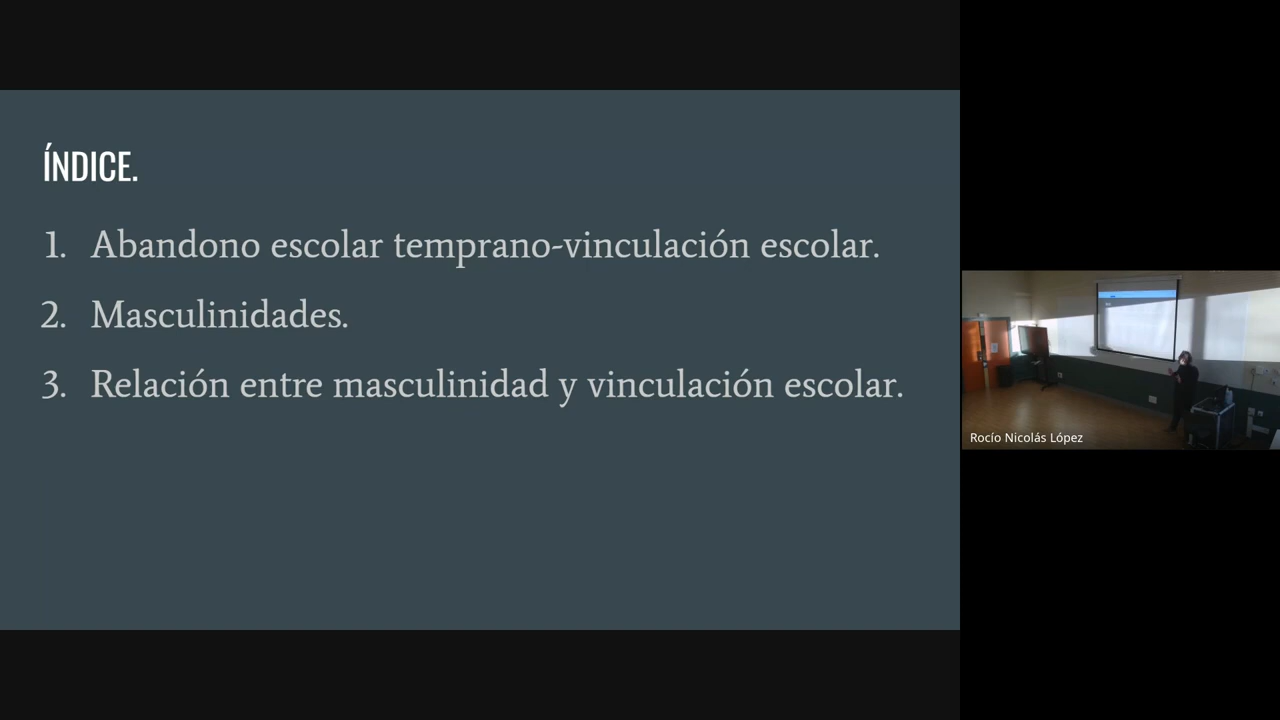 ÍNDICE.
1. Abandono escolar temprano-vinculación escolar.
2. Masculinidades.
3. Relación entre masculinidad y vinculación escolar.
Rocío Nicolás López